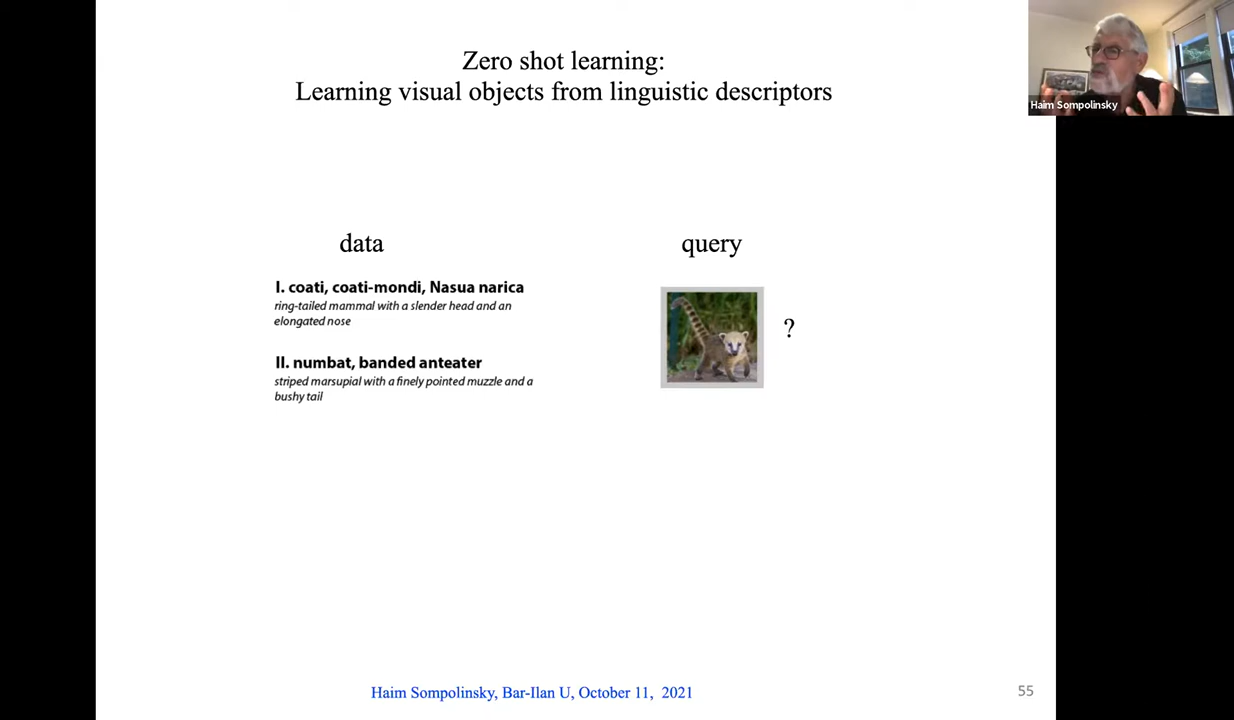 Zero shot learning:
Learning visual objects from linguistic descriptors
Haim Sompolinsky
data
query
I. coati, coati-mondi, Nasua narica
ring-tailed mammal with a slender head and an
elongated nose
?
II. numbat, banded anteater
striped marsupial with a finely pointed muzzle and a
bushy tail
Haim Sompolinsky, Bar-Ilan U, October 11, 2021
55